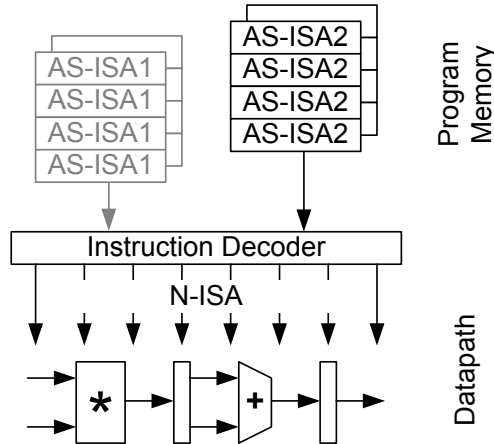 AS-ISA1
AS-ISA1
AS-ISA1
AS-ISA1
AS-ISA2
AS-ISA2
AS-ISA2
AS-ISA2
Program
Memory
Instruction Decoder
N-ISA
Datapath
*
+